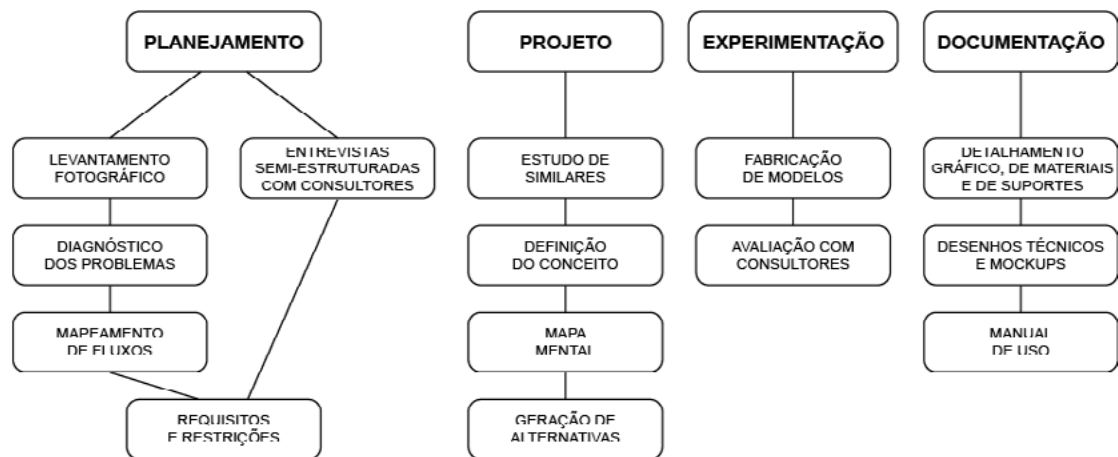 PLANEJAMENTO
LEVANTAMENTO
FOTOGRÁFICO
ENTREVISTAS
SEMI-ESTRUTURADAS
COM CONSULTORES
DIAGNÓSTICO
DOS PROBLEMAS
MAPEAMENTO
DE FLUXOS
REQUISITOS
E RESTRIÇÕES
PROJETO
ESTUDO DE
SIMILARES
DEFINIÇÃO
DO CONCEITO
MAPA
MENTAL
GERAÇÃO DE
ALTERNATIVAS
EXPERIMENTAÇÃO
FABRICAÇÃO
DE MODELOS
AVALIAÇÃO COM
CONSULTORES
DOCUMENTAÇÃO
DETALHAMENTO
GRÁFICO, DE MATERIAIS
E DE SUPORTES
DESENHOS TÉCNICOS
E MOCKUPS
MANUAL
DE USO